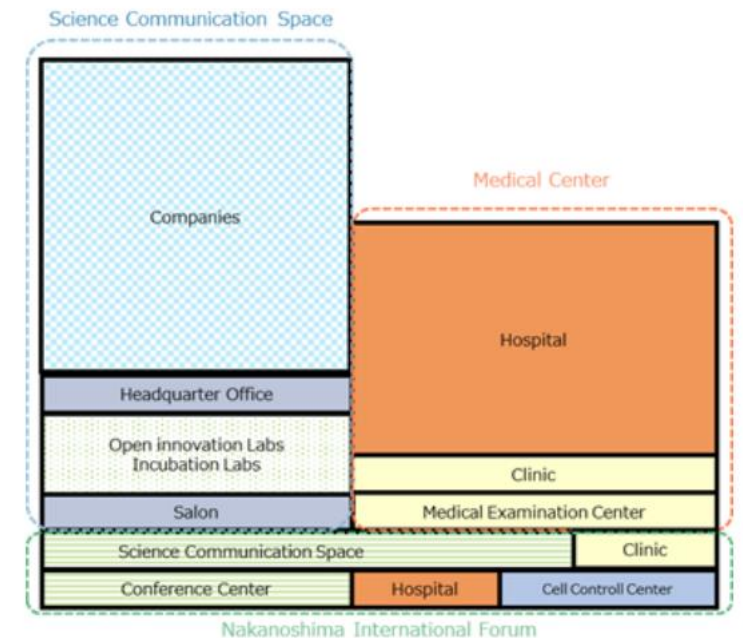 Science Communication Space
Medical Center
Companies
Hospital
Headquarter Office
Open innovation Labs
Incubation Labs
Clinic
Salon
Medical Examination Center
Science Communication Space
Clinic
Conference Center
Hospital
Cell Controll Center
Nakanoshima International Forum